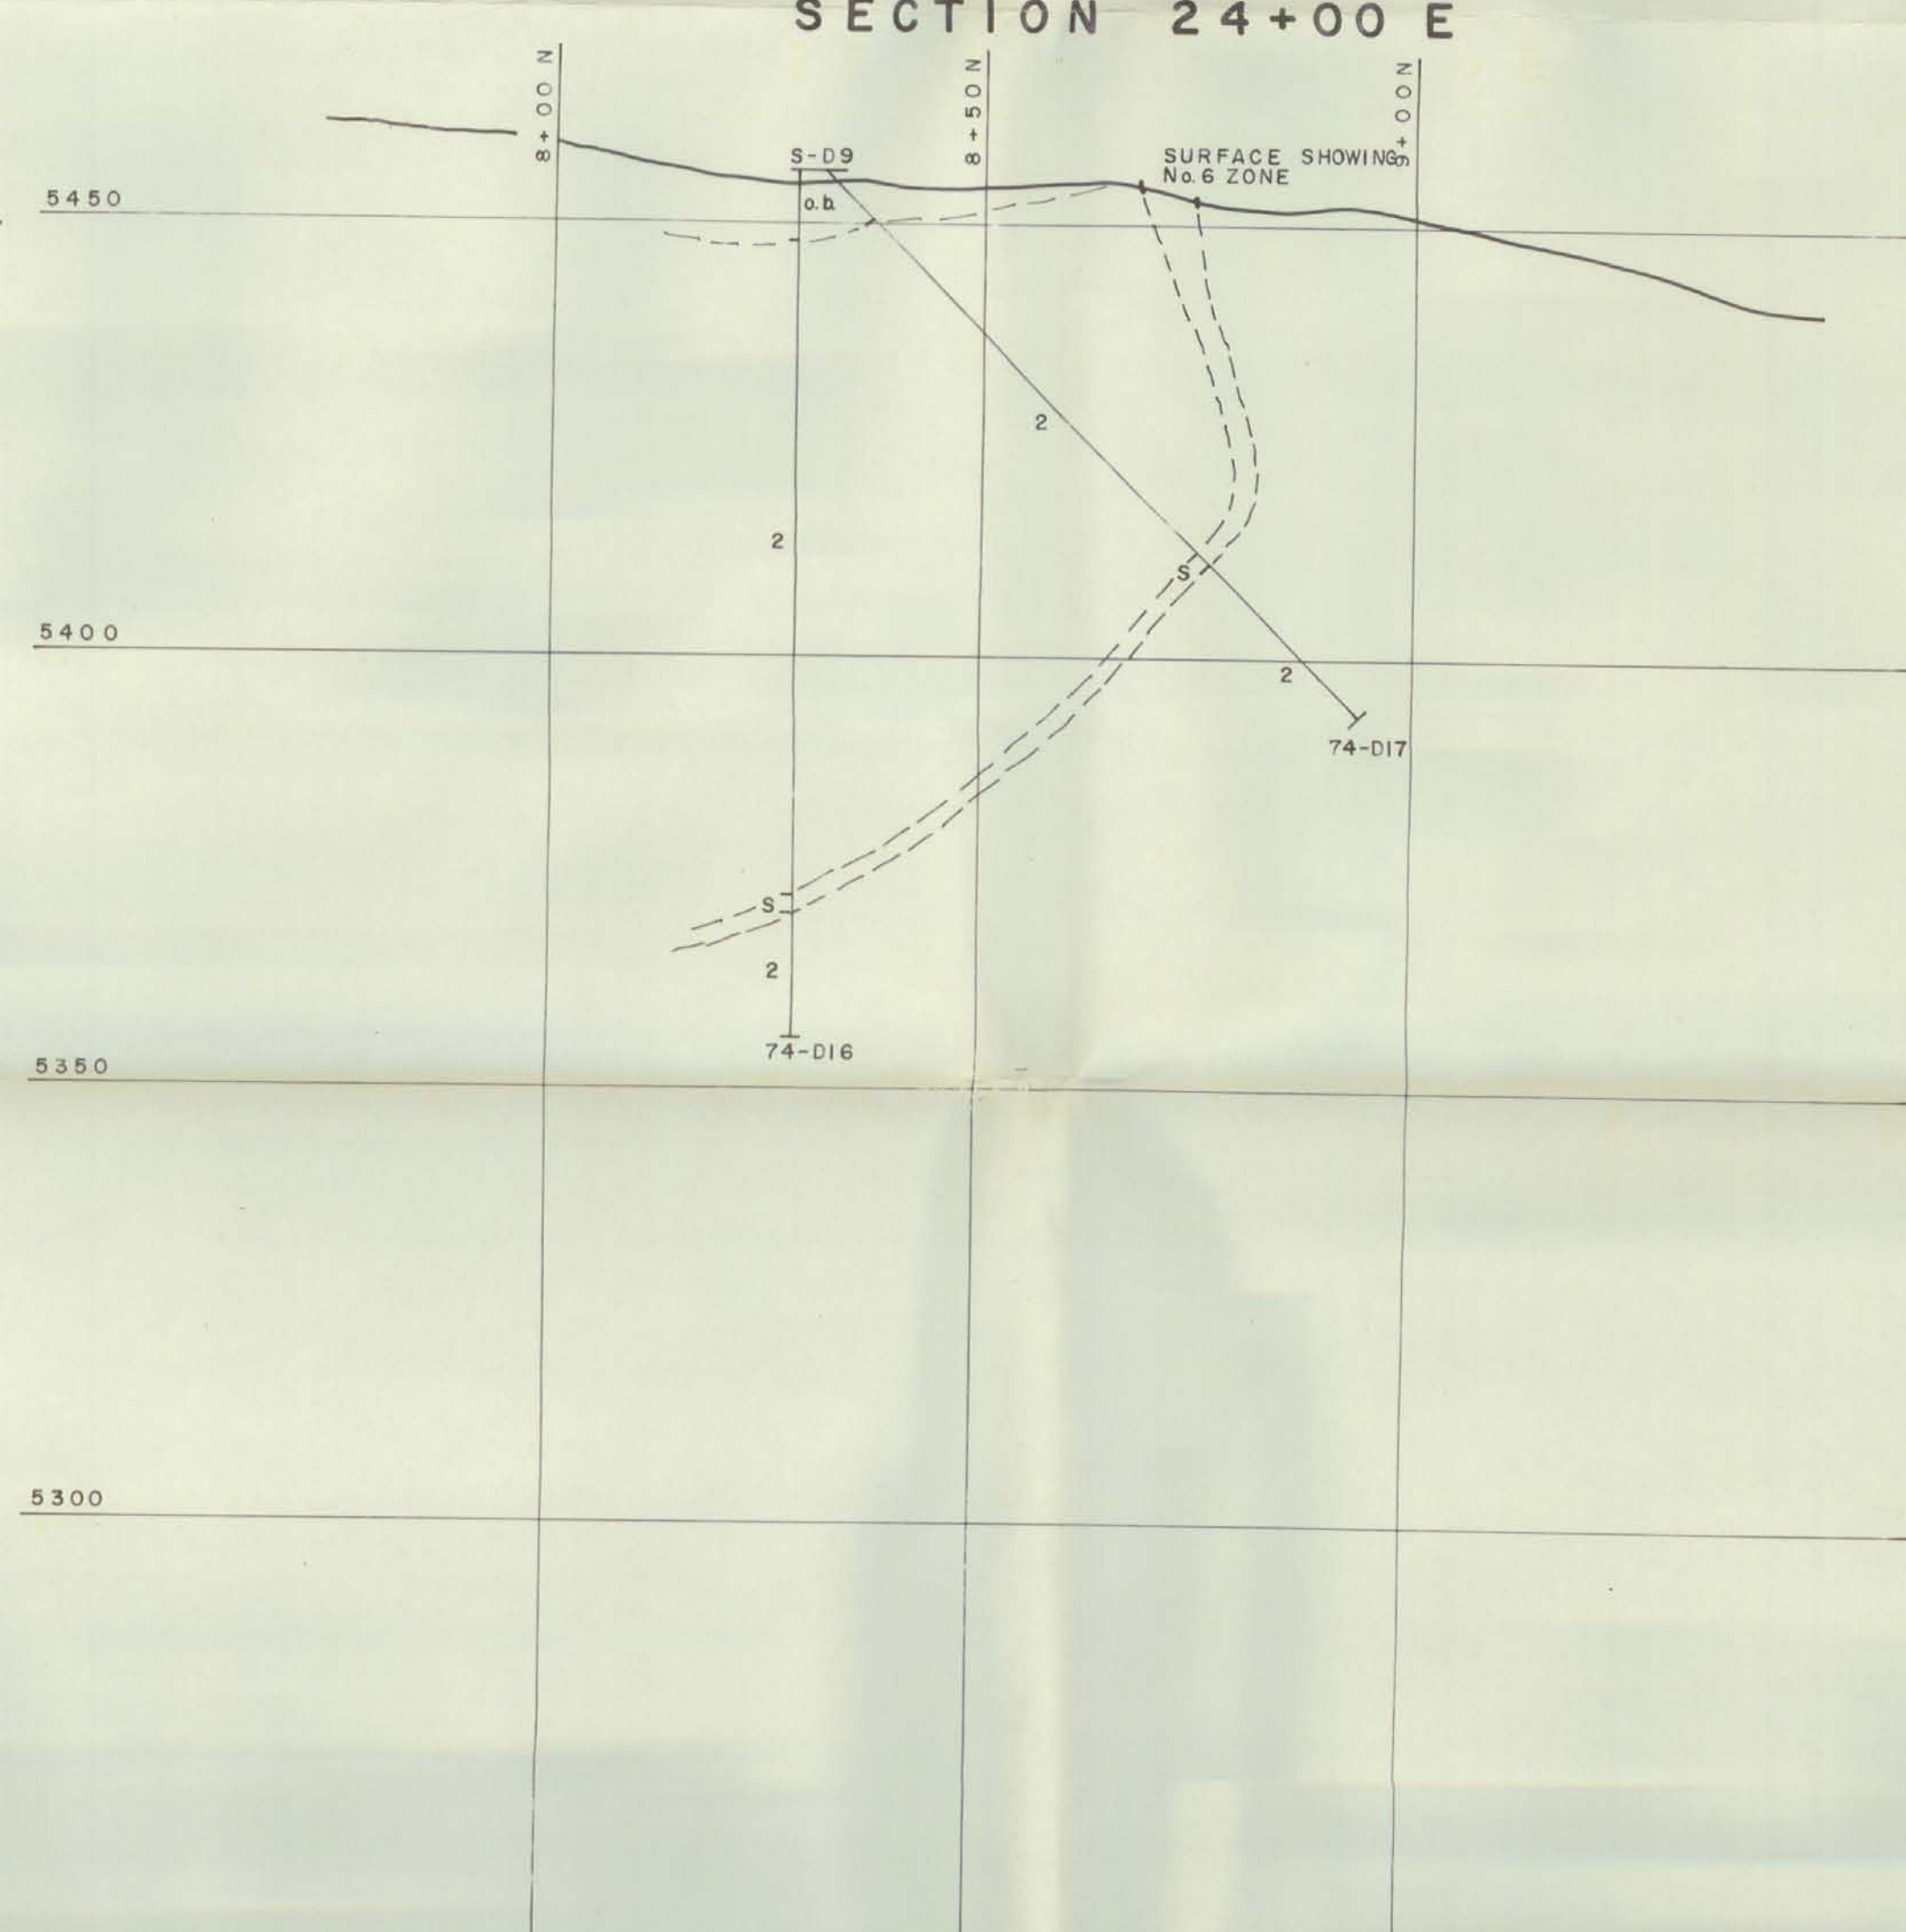 SECTION 24+00 E
8+00 N
8+50 N
9+00 N
S-D9
SURFACE SHOWING
No. 6 ZONE
5450
o.b.
2
2
S
5400
2
74-D17
S
2
74-D16
5350
5300